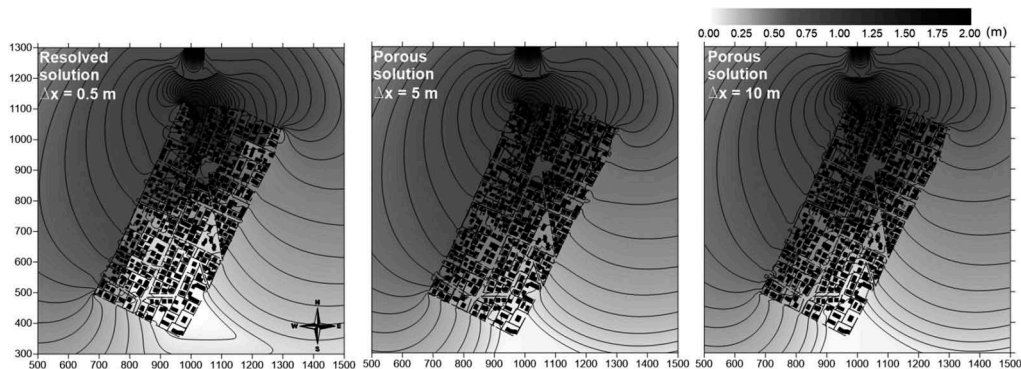 0.00 0.25 0.50 0.75 1.00 1.25 1.50 1.75 2.00 (m)
Resolved
solution
Δx = 0.5 m
Porous
solution
Δx = 5 m
Porous
solution
Δx = 10 m
1300
1200
1100
1000
900
800
700
600
500
400
300
N
W E
S
500 600 700 800 900 1000 1100 1200 1300 1400 1500
500 600 700 800 900 1000 1100 1200 1300 1400 1500
500 600 700 800 900 1000 1100 1200 1300 1400 1500